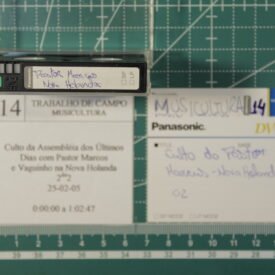 Pastor Marcos
Nova Holanda
14
TRABALHO DE CAMPO
MUSICULTURA
Culto da Assembléia dos Últimos
Dias com Pastor Marcos
e Vaguinho na Nova Holanda
25-02-05
0:00:00 a 1:02:47
MUSICULTURA 14
Panasonic.
DV
Culto do Pastor
Marcos - Nova Holanda
02